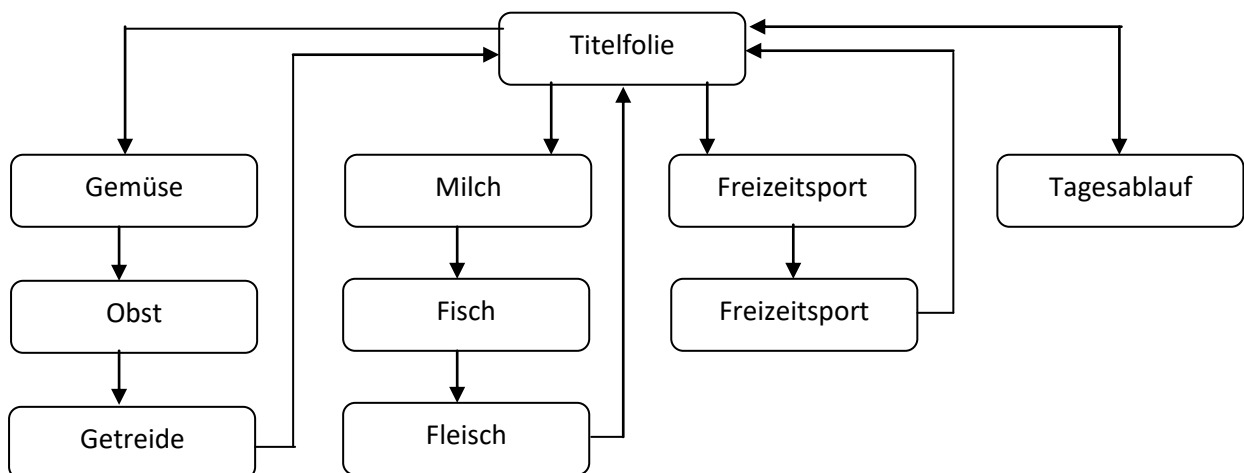 Titelfolie
Gemüse
Milch
Freizeitsport
Tagesablauf
Obst
Fisch
Freizeitsport
Getreide
Fleisch